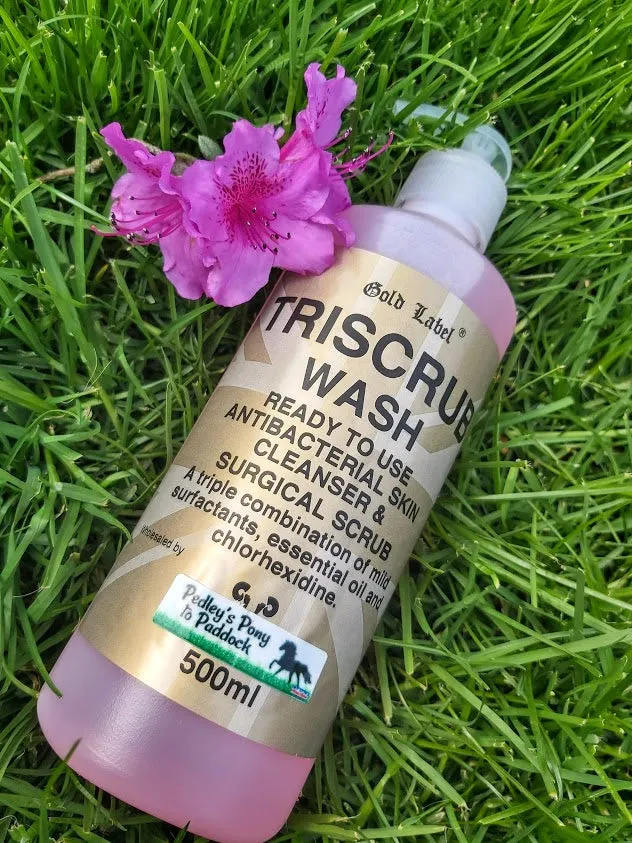 Gold Label®
TRISCRUB
WASH
READY TO USE
ANTIBACTERIAL SKIN
CLEANSER &
SURGICAL SCRUB
A triple combination of mild
surfactants, essential oil and
chlorhexidine.
wholesaled by
Pedley's Pony
to Paddock
500ml